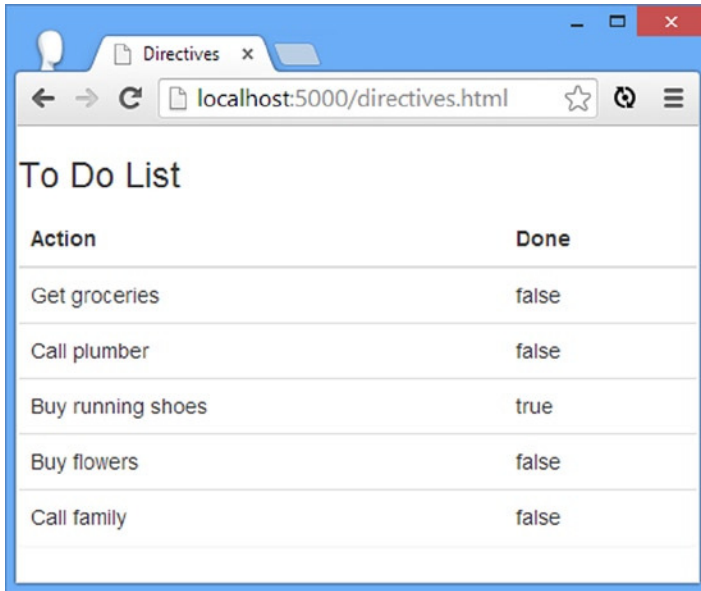 Directives
localhost:5000/directives.html
To Do List
Action Done
Get groceries false
Call plumber false
Buy running shoes true
Buy flowers false
Call family false